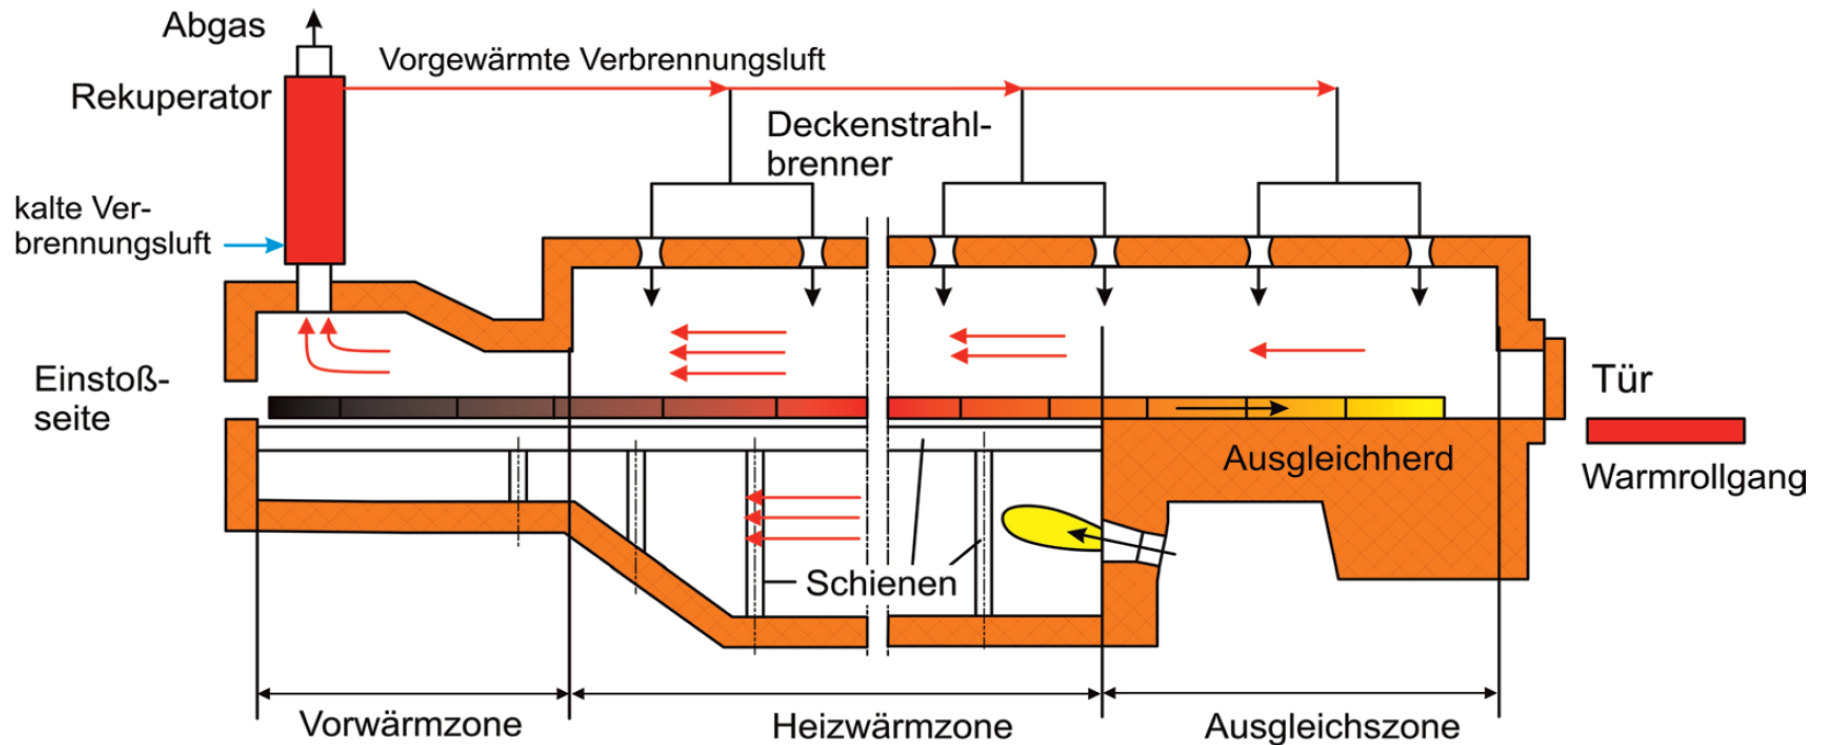 Abgas
Vorgewärmte Verbrennungsluft
Rekuperator
Deckenstrahl-
brenner
kalte Ver-
brennungsluft
Einstoß-
seite
Tür
Ausgleichherd
Warmrollgang
Schienen
Vorwärmzone
Heizwärmzone
Ausgleichszone